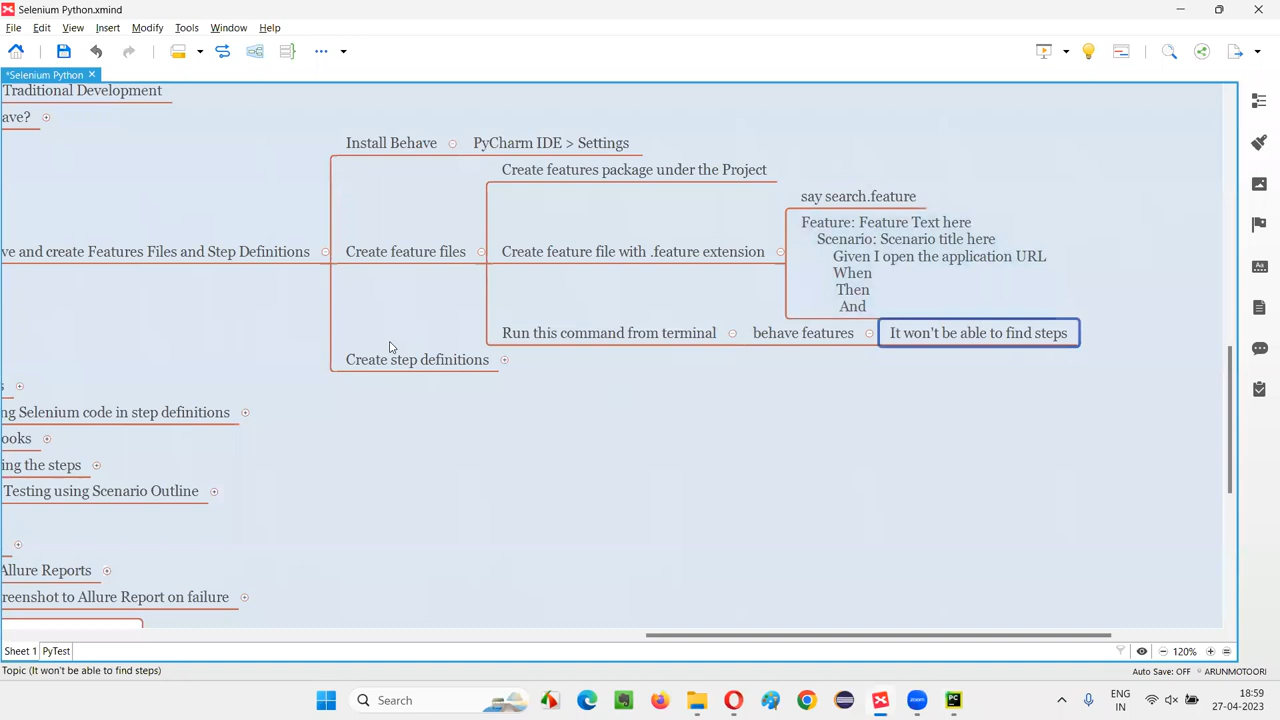 Selenium Python.xmind
File Edit View Insert Modify Tools Window Help
*Selenium Python
Traditional Development
ave?
Install Behave
PyCharm IDE > Settings
Create features package under the Project
say search.feature
Feature: Feature Text here
Scenario: Scenario title here
Given I open the application URL
When
Then
And
ve and create Features Files and Step Definitions
Create feature files
Create feature file with .feature extension
Run this command from terminal
behave features
It won't be able to find steps
Create step definitions
s
ng Selenium code in step definitions
ooks
ing the steps
Testing using Scenario Outline
Allure Reports
reenshot to Allure Report on failure
Sheet 1 PyTest
120%
Topic (It won't be able to find steps)
Auto Save: OFF
ARUNMOTOORI
Search
ENG
IN
18:59
27-04-2023